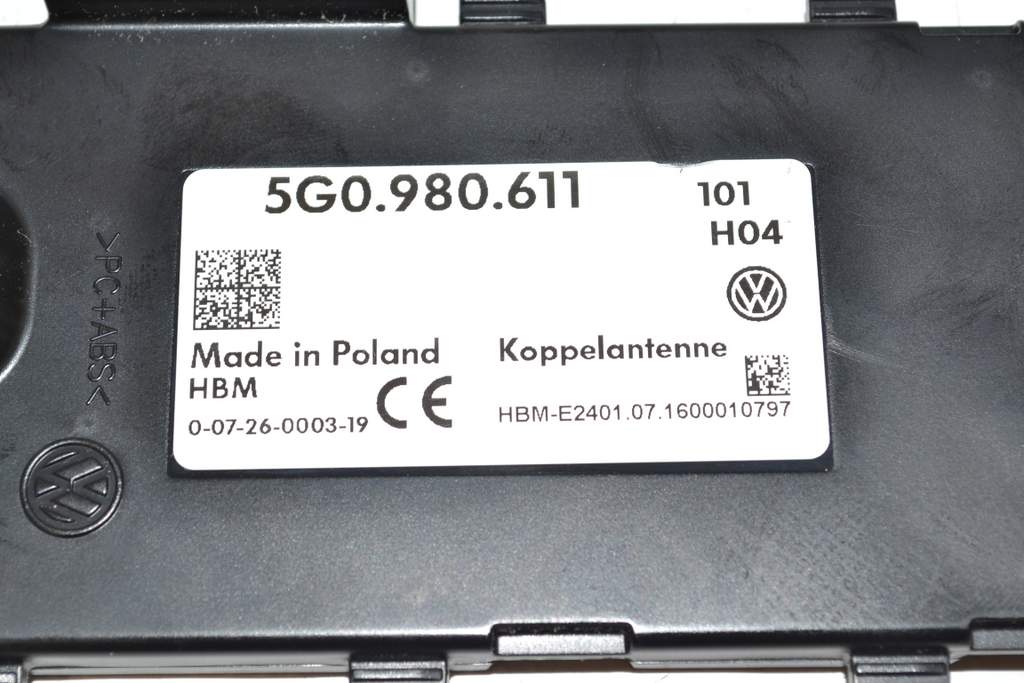 5G0.980.611
101
H04
Made in Poland
HBM
0-07-26-0003-19
CE
Koppelantenne
HBM-E2401.07.1600010797
>PC+ABS<